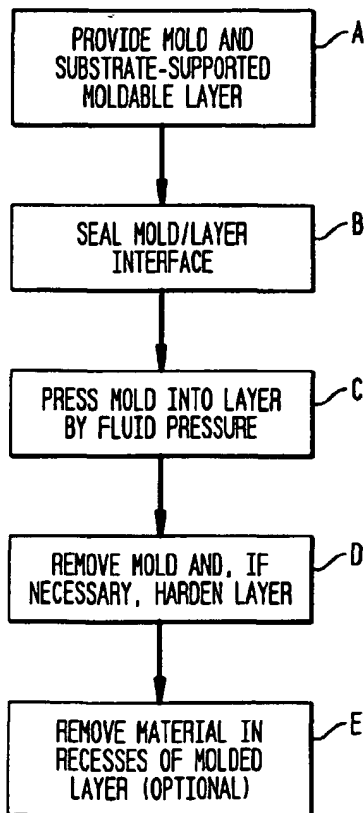 PROVIDE MOLD AND
SUBSTRATE-SUPPORTED
MOLDABLE LAYER
A
SEAL MOLD/LAYER
INTERFACE
B
PRESS MOLD INTO LAYER
BY FLUID PRESSURE
C
REMOVE MOLD AND, IF
NECESSARY, HARDEN LAYER
D
REMOVE MATERIAL IN
RECESSES OF MOLDED
LAYER (OPTIONAL)
E